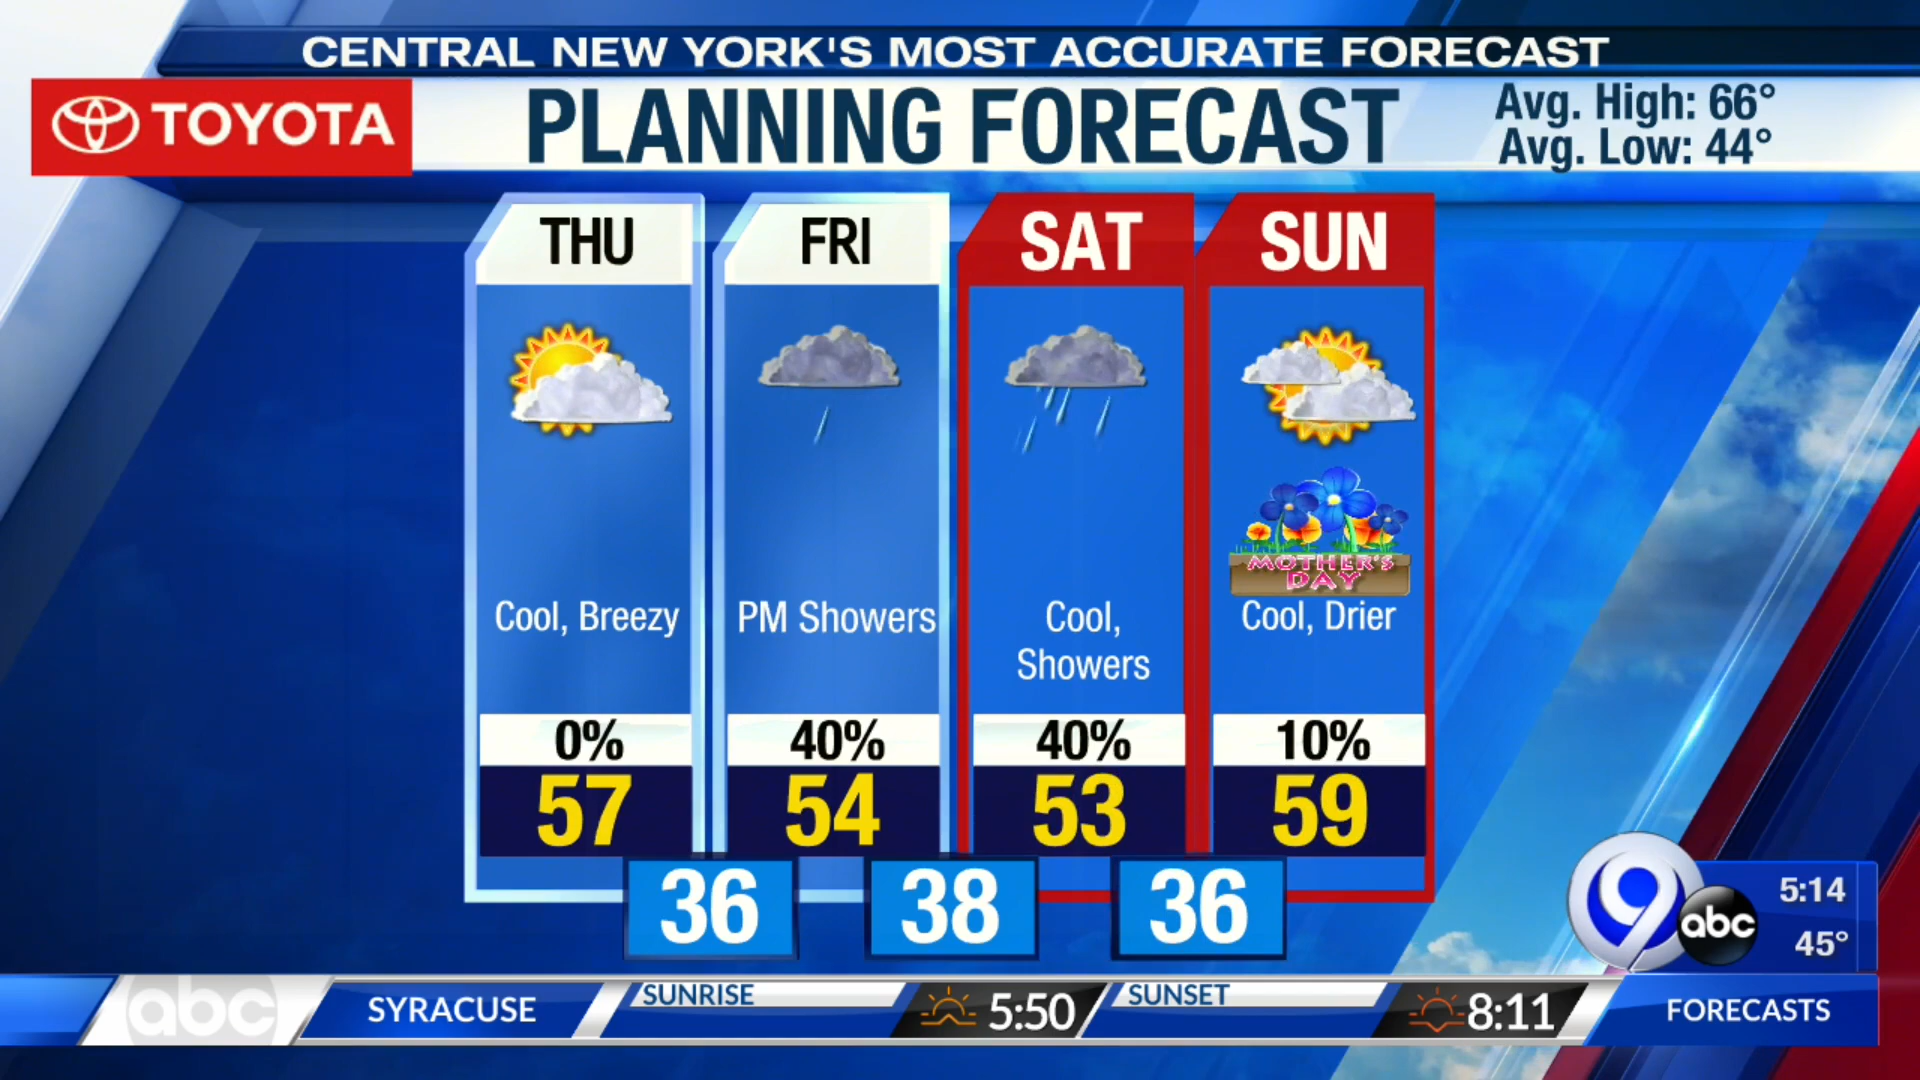 CENTRAL NEW YORK'S MOST ACCURATE FORECAST
TOYOTA
PLANNING FORECAST
Avg. High: 66°
Avg. Low: 44°
THU
FRI
SAT
SUN
MOTHER'S
DAY
Cool, Breezy
PM Showers
Cool,
Showers
Cool, Drier
0%
40%
40%
10%
57
54
53
59
36
38
36
9
abc
5:14
45°
abc
SYRACUSE
SUNRISE
5:50
SUNSET
8:11
FORECASTS